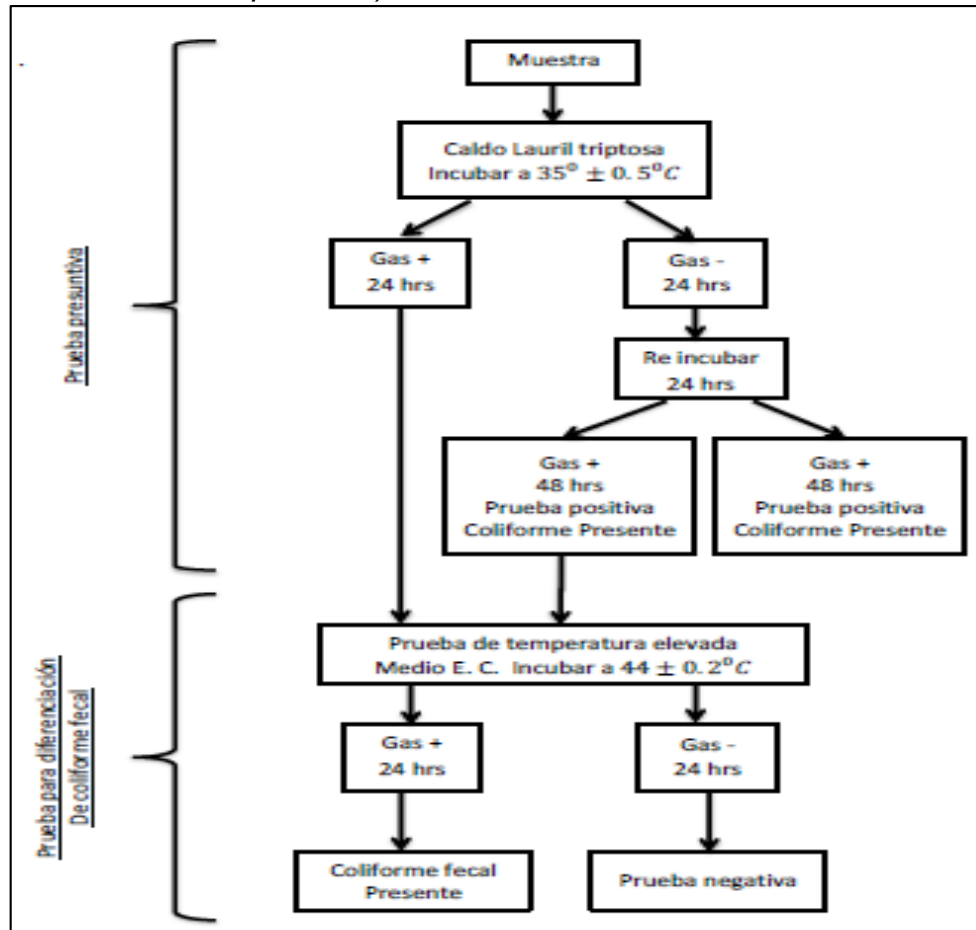 Muestra
Caldo Lauril triptosa
Incubar a 35° ± 0.5°C
Gas +
24 hrs
Gas -
24 hrs
Re incubar
24 hrs
Gas +
48 hrs
Prueba positiva
Coliforme Presente
Gas +
48 hrs
Prueba positiva
Coliforme Presente
Prueba presuntiva
Prueba de temperatura elevada
Medio E. C. Incubar a 44 ± 0.2°C
Gas +
24 hrs
Gas -
24 hrs
Coliforme fecal
Presente
Prueba negativa
Prueba para diferenciación
De coliforme fecal